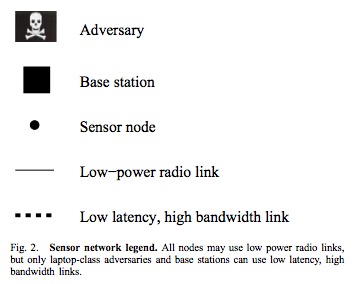 Adversary
Base station
Sensor node
Low−power radio link
Low latency, high bandwidth link
Fig. 2. Sensor network legend. All nodes may use low power radio links,
but only laptop-class adversaries and base stations can use low latency, high
bandwidth links.